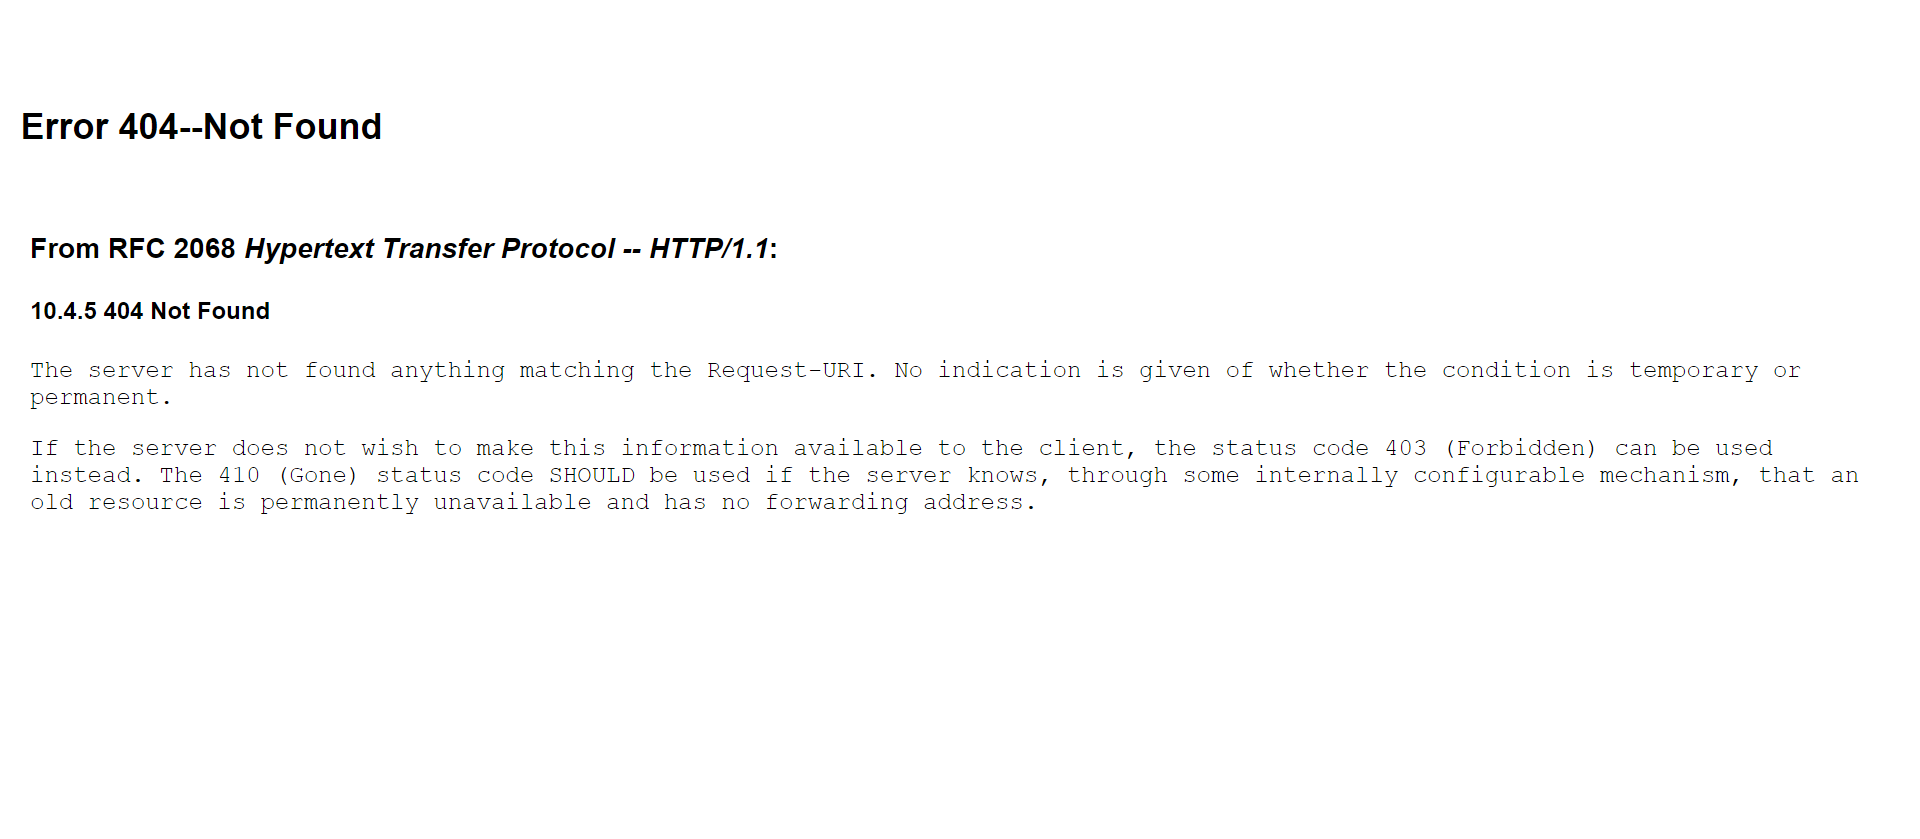 Error 404--Not Found
From RFC 2068 Hypertext Transfer Protocol -- HTTP/1.1:
10.4.5 404 Not Found
The server has not found anything matching the Request-URI. No indication is given of whether the condition is temporary or
permanent.
If the server does not wish to make this information available to the client, the status code 403 (Forbidden) can be used
instead. The 410 (Gone) status code SHOULD be used if the server knows, through some internally configurable mechanism, that an
old resource is permanently unavailable and has no forwarding address.